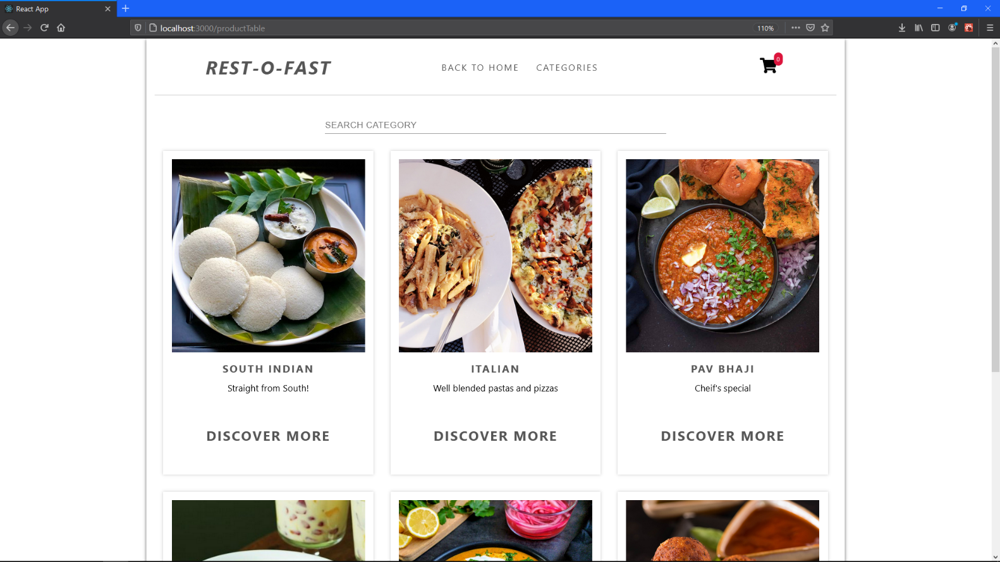 React App
localhost:3000/productTable
110%
REST-O-FAST
BACK TO HOME
CATEGORIES
0
SEARCH CATEGORY
SOUTH INDIAN
Straight from South!
DISCOVER MORE
ITALIAN
Well blended pastas and pizzas
DISCOVER MORE
PAV BHAJI
Cheif's special
DISCOVER MORE